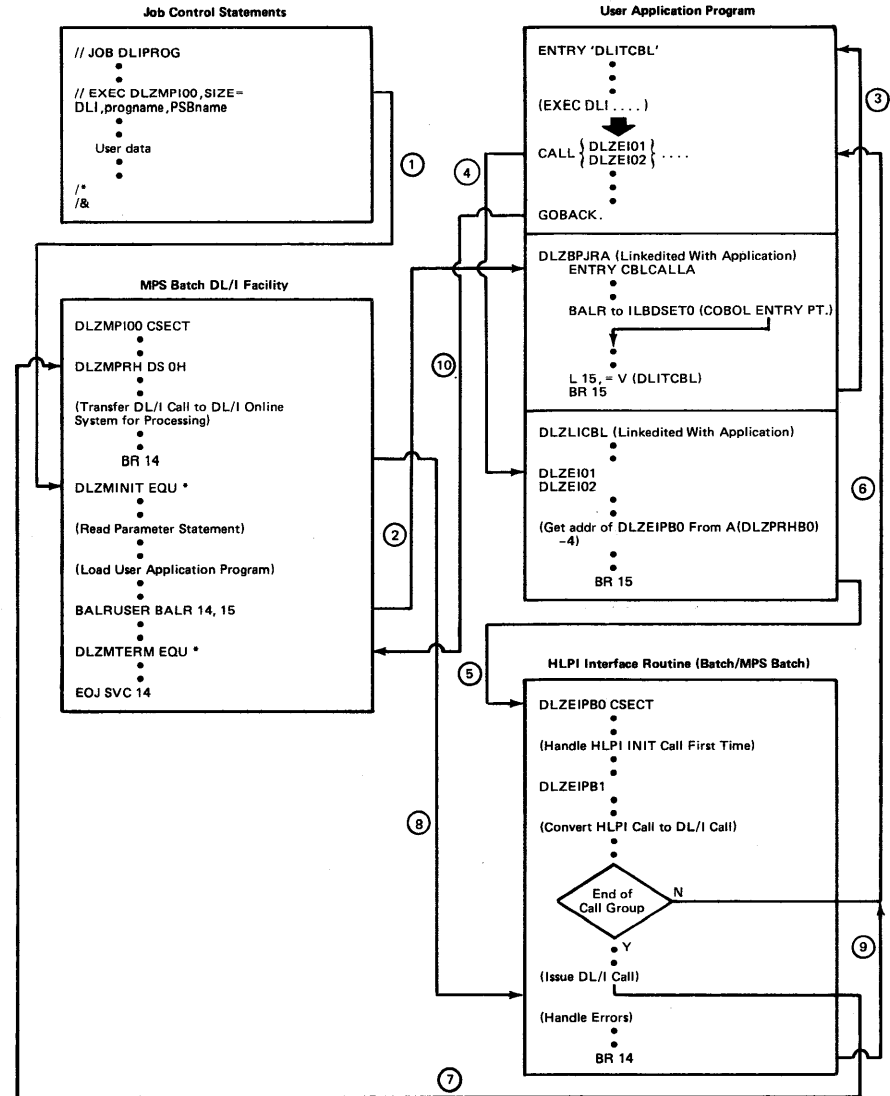 Job Control Statements
// JOB DLIPROG
// EXEC DLZMPI00,SIZE=
DLI,progname,PSBname
User data
/*
/&
1
MPS Batch DL/I Facility
DLZMPI00 CSECT
DLZMPRH DS 0H
(Transfer DL/I Call to DL/I Online
System for Processing)
BR 14
DLZMINIT EQU *
(Read Parameter Statement)
(Load User Application Program)
BALRUSER BALR 14, 15
DLZMTERM EQU *
EOJ SVC 14
2
10
8
7
User Application Program
ENTRY 'DLITCBL'
(EXEC DLI . . . .)
CALL { DLZEI01 } . . . .
{ DLZEI02 }
GOBACK.
3
4
DLZBPJRA (Linkedited With Application)
ENTRY CBLCALLA
BALR to ILBDSET0 (COBOL ENTRY PT.)
L 15, = V (DLITCBL)
BR 15
DLZLICBL (Linkedited With Application)
DLZEI01
DLZEI02
(Get addr of DLZEIPB0 From A(DLZPRHB0)
-4)
BR 15
6
5
HLPI Interface Routine (Batch/MPS Batch)
DLZEIPB0 CSECT
(Handle HLPI INIT Call First Time)
DLZEIPB1
(Convert HLPI Call to DL/I Call)
End of
Call Group
N
Y
(Issue DL/I Call)
(Handle Errors)
BR 14
9